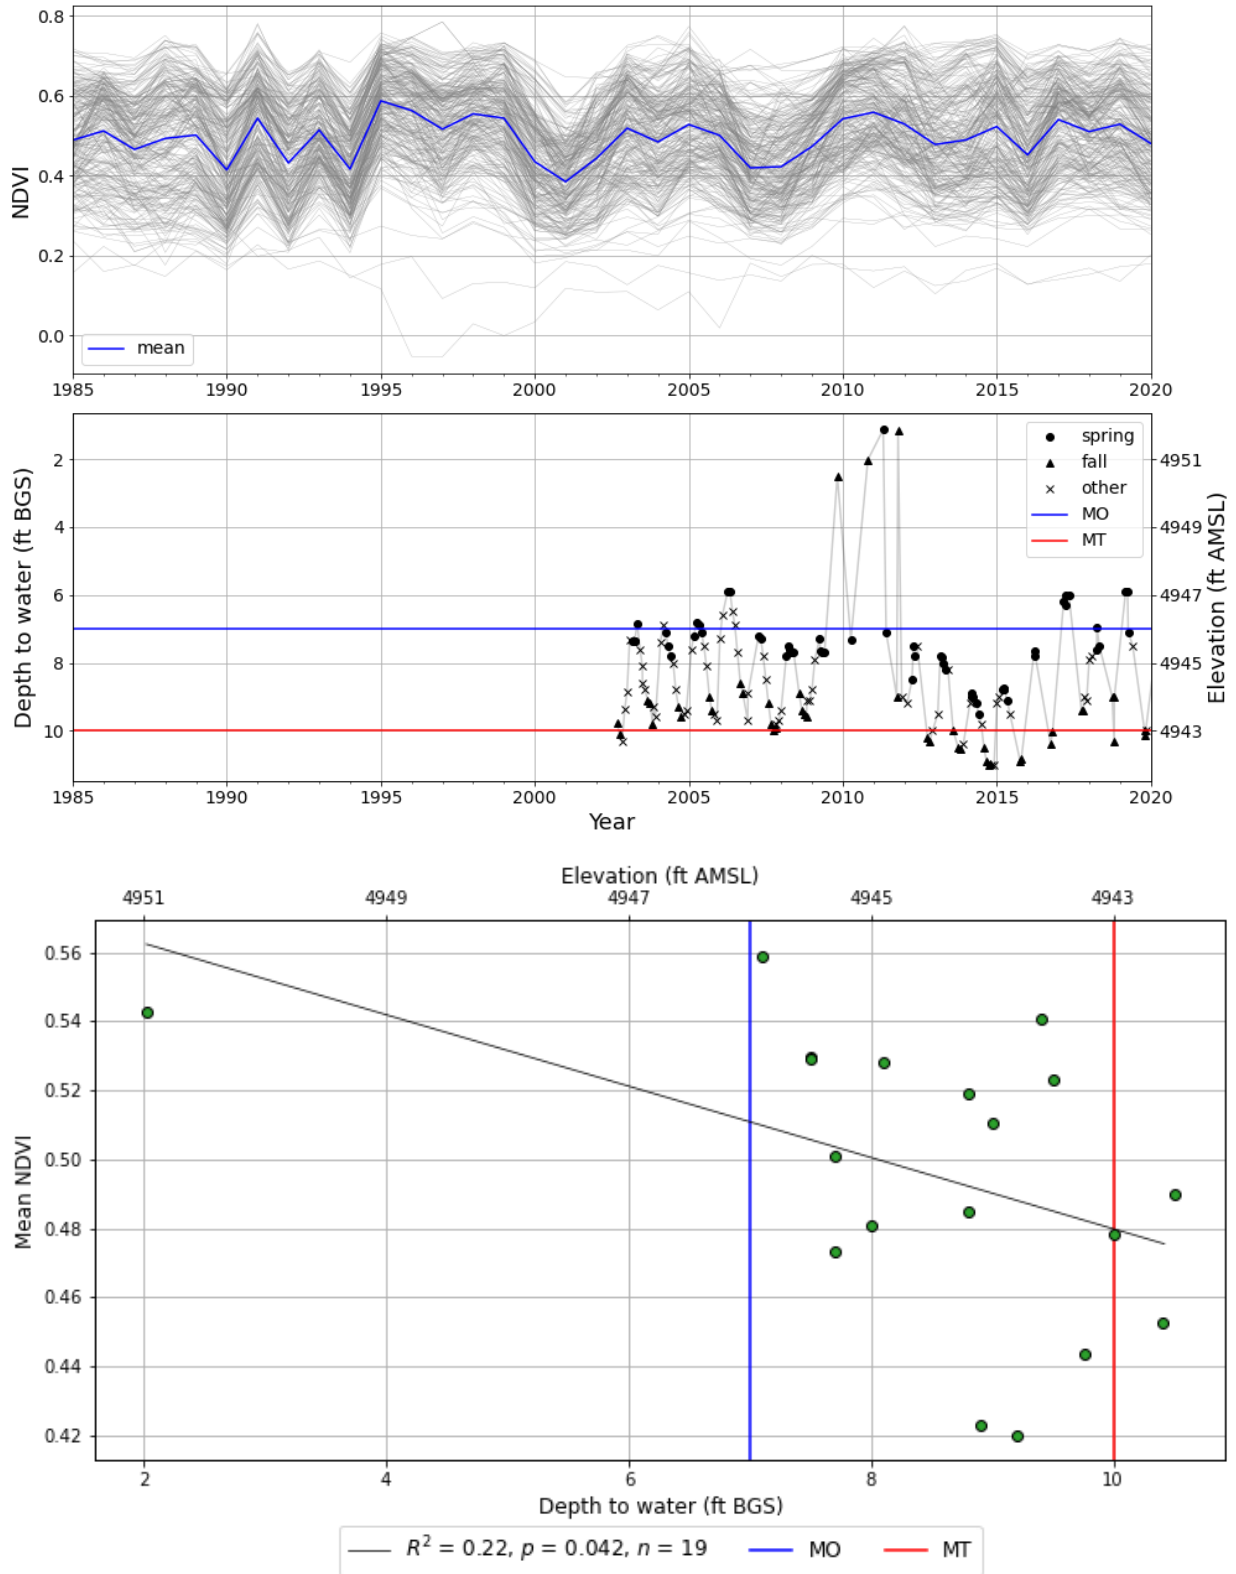 0.8
0.6
0.4
0.2
0.0
NDVI
mean
1985 1990 1995 2000 2005 2010 2015 2020
2
4
6
8
10
Depth to water (ft BGS)
spring
fall
other
MO
MT
4951
4949
4947
4945
4943
Elevation (ft AMSL)
1985 1990 1995 2000 2005 2010 2015 2020
Year
Elevation (ft AMSL)
4951 4949 4947 4945 4943
0.56
0.54
0.52
0.50
0.48
0.46
0.44
0.42
Mean NDVI
2 4 6 8 10
Depth to water (ft BGS)
R² = 0.22, p = 0.042, n = 19 MO MT